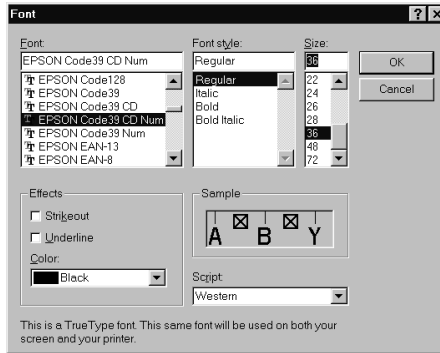 Font
Font: Font style: Size:
EPSON Code39 CD Num Regular 36
EPSON Code128 Regular 22
EPSON Code39 Italic 24
EPSON Code39 CD Bold 26
EPSON Code39 CD Num Bold Italic 28
EPSON Code39 Num 36
EPSON EAN-13 48
EPSON EAN-8 72
OK
Cancel
Effects
Strikeout
Underline
Color:
Black
Sample
A B Y
Script:
Western
This is a TrueType font. This same font will be used on both your
screen and your printer.